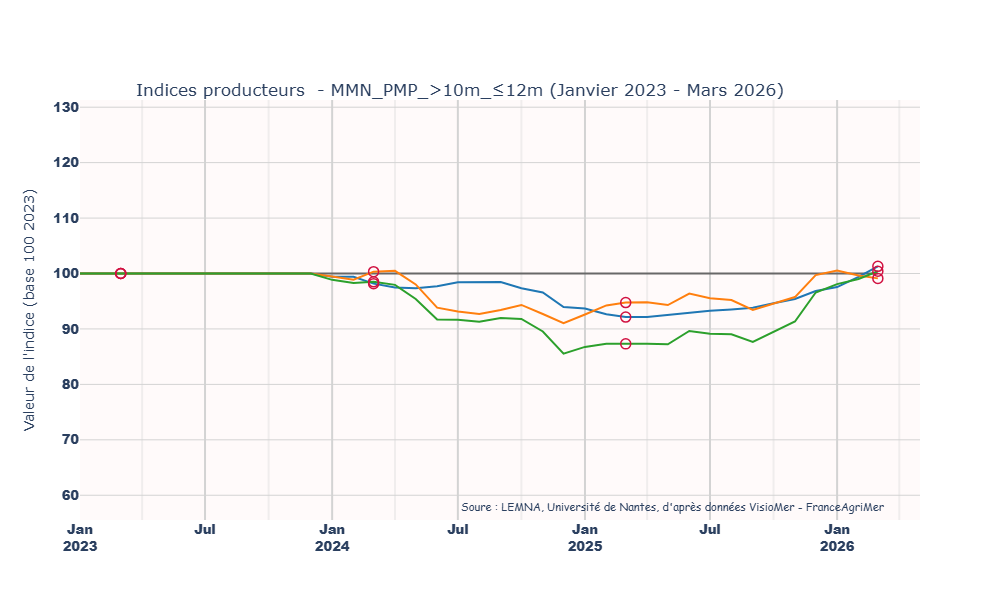 Indices producteurs  - MMN_PMP_>10m_≤12m (Janvier 2023 - Mars 2026)
Valeur de l'indice (base 100 2023)
130
120
110
100
90
80
70
60
Soure : LEMNA, Université de Nantes, d'après données VisioMer - FranceAgriMer
Jan Jul Jan Jul Jan Jul Jan
2023 2024 2025 2026